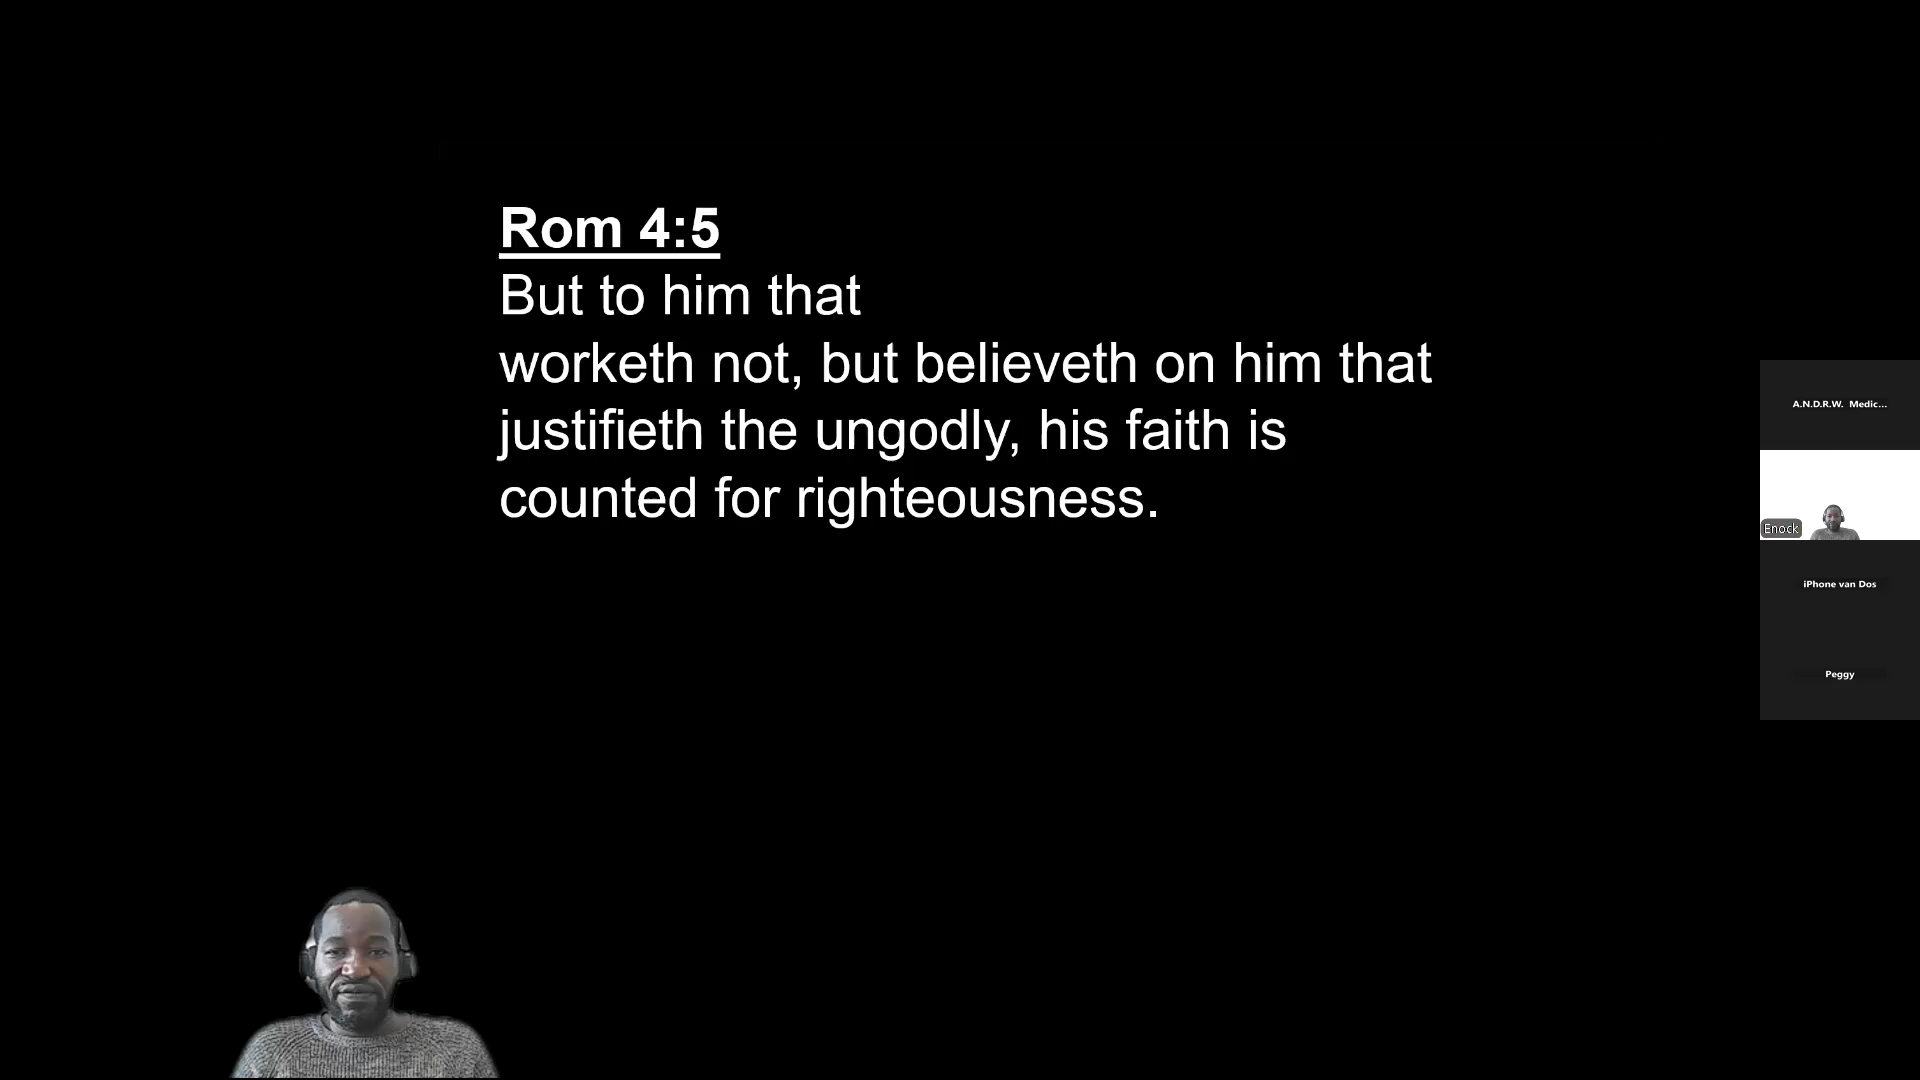 Rom 4:5
But to him that
worketh not, but believeth on him that
justifieth the ungodly, his faith is
counted for righteousness.
A.N.D.R.W. Medic...
Enock
iPhone van Dos
Peggy